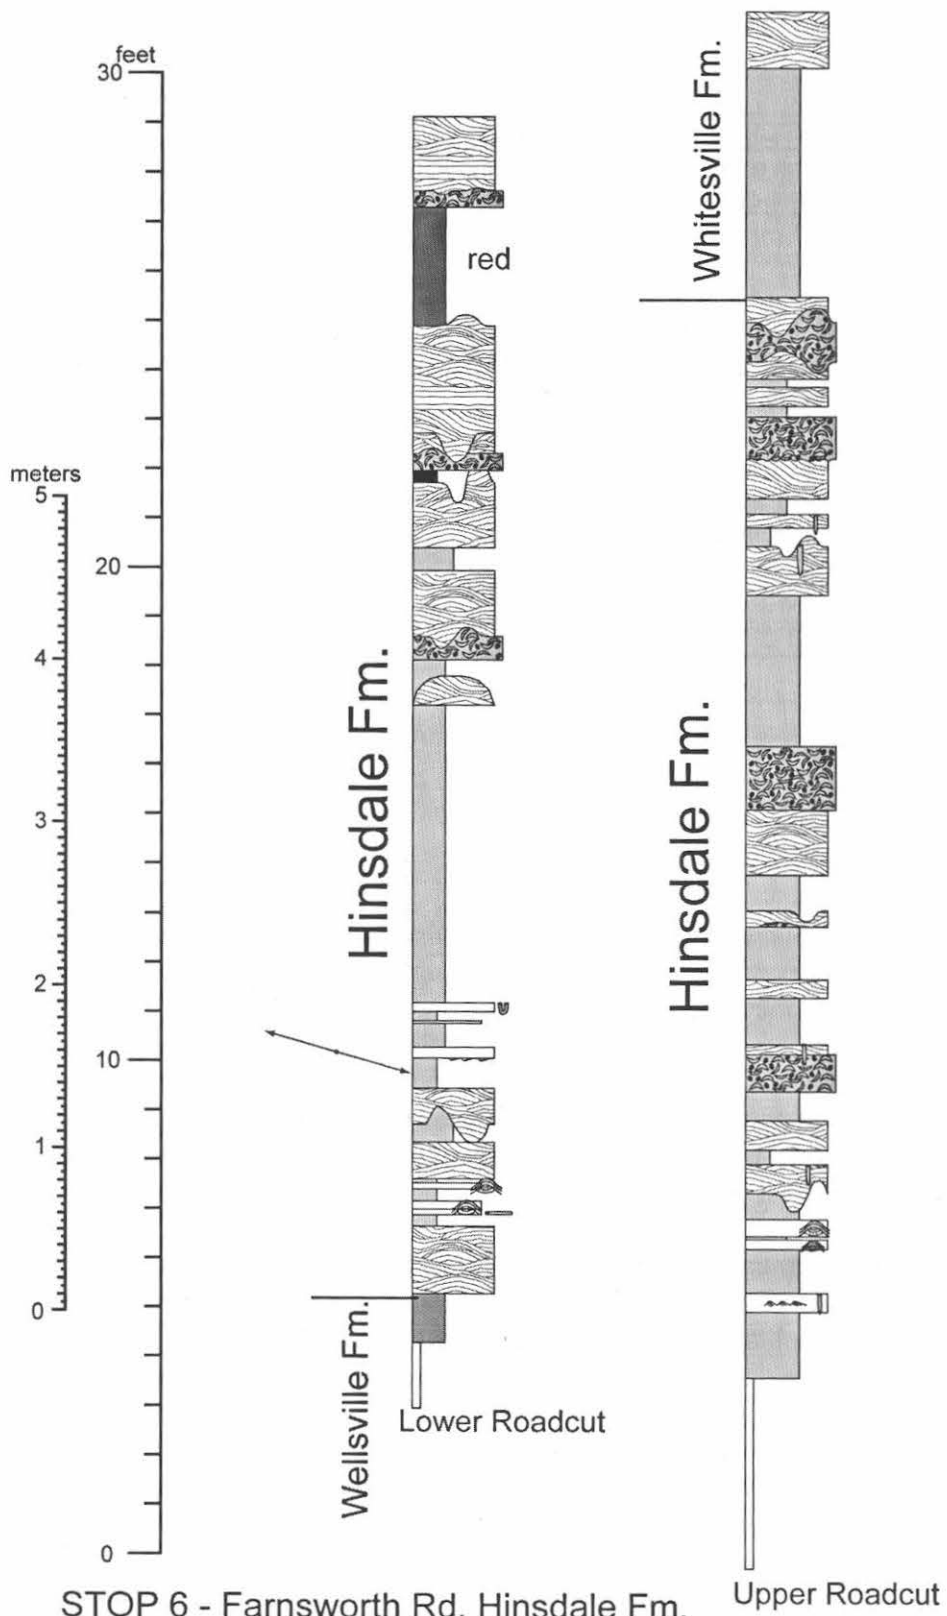 feet
30
20
10
0
meters
5
4
3
2
1
0
red
Hinsdale Fm.
Wellsville Fm.
Lower Roadcut
Whitesville Fm.
Hinsdale Fm.
Upper Roadcut
STOP 6 - Farnsworth Rd. Hinsdale Fm.